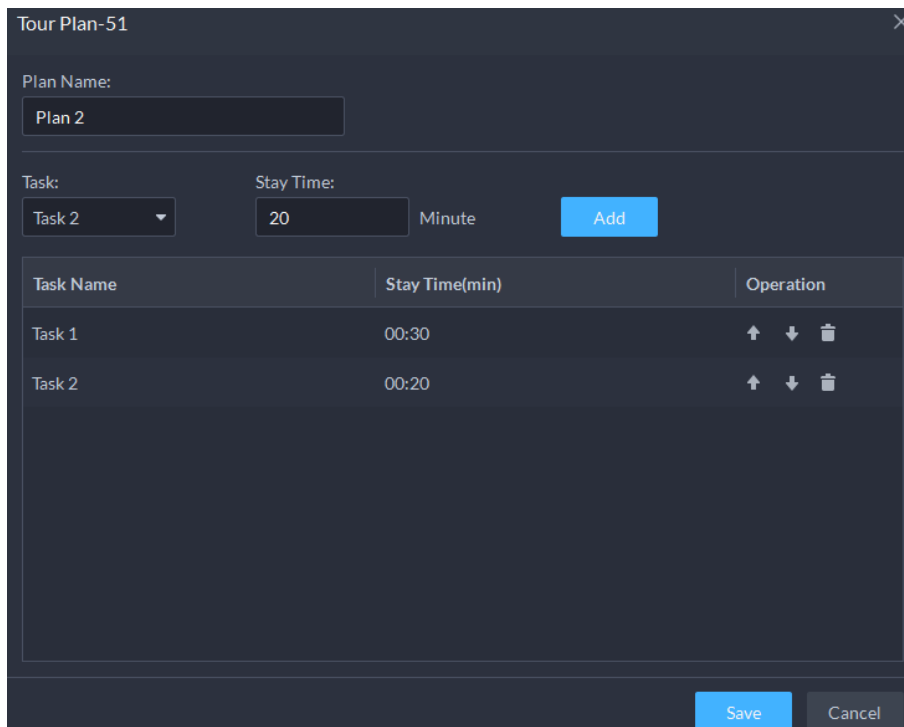 Tour Plan-51
Plan Name:
Plan 2
Task: Stay Time:
Task 2 20 Minute Add
Task Name Stay Time(min) Operation
Task 1 00:30
Task 2 00:20
Save Cancel